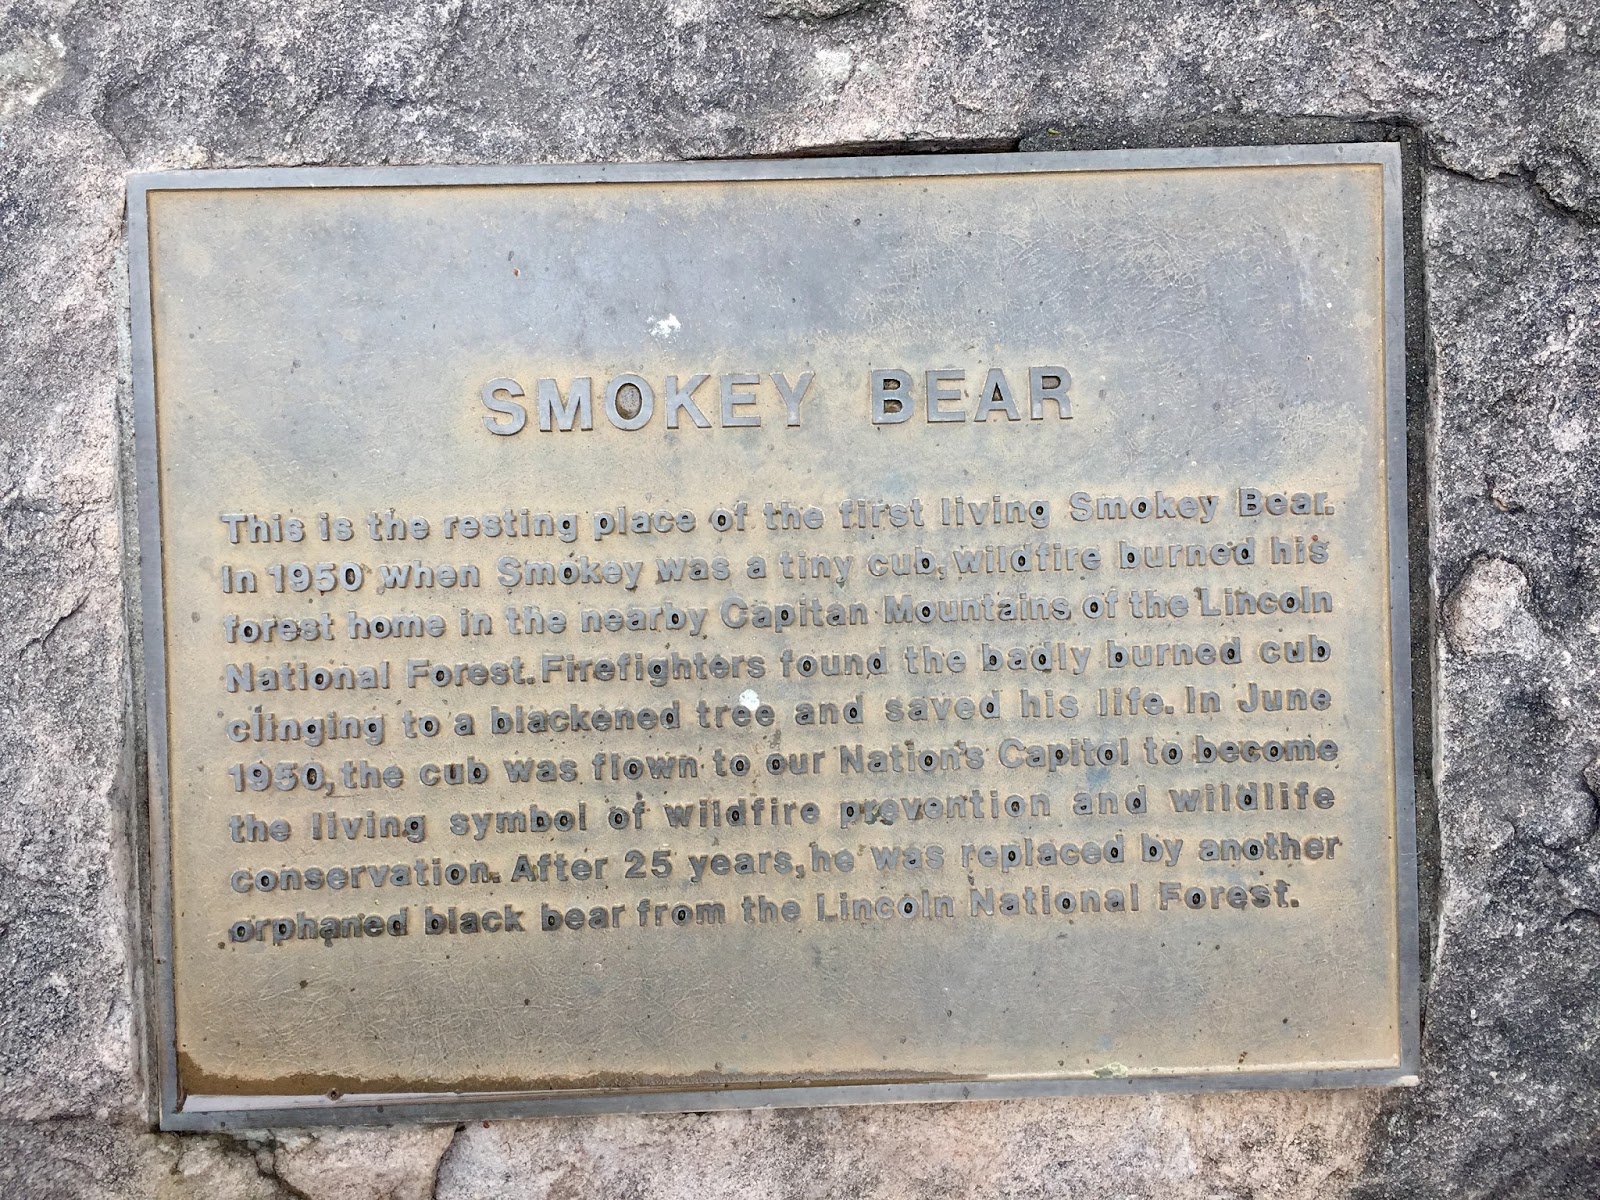 SMOKEY BEAR
This is the resting place of the first living Smokey Bear.
In 1950 when Smokey was a tiny cub, wildfire burned his
forest home in the nearby Capitan Mountains of the Lincoln
National Forest. Firefighters found the badly burned cub
clinging to a blackened tree and saved his life. In June
1950, the cub was flown to our Nation's Capitol to become
the living symbol of wildfire prevention and wildlife
conservation. After 25 years, he was replaced by another
orphaned black bear from the Lincoln National Forest.